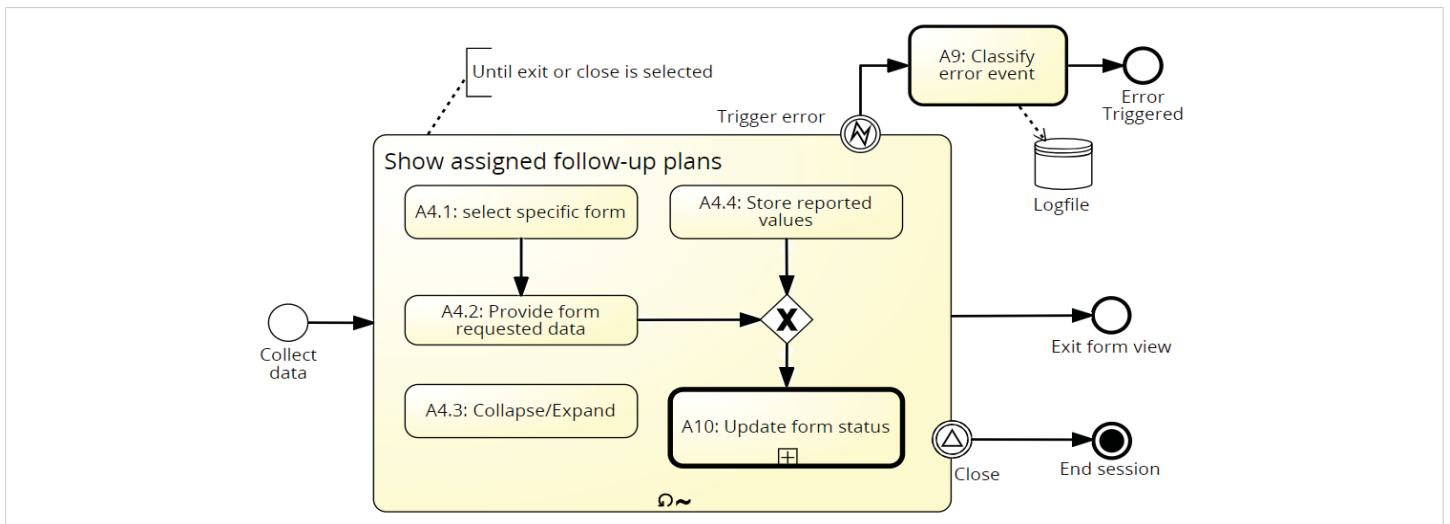 Until exit or close is selected
A9: Classify
error event
Error
Triggered
Trigger error
Logfile
Show assigned follow-up plans
A4.1: select specific form
A4.4: Store reported
values
A4.2: Provide form
requested data
X
Collect
data
Exit form view
A4.3: Collapse/Expand
A10: Update form status
Close
End session